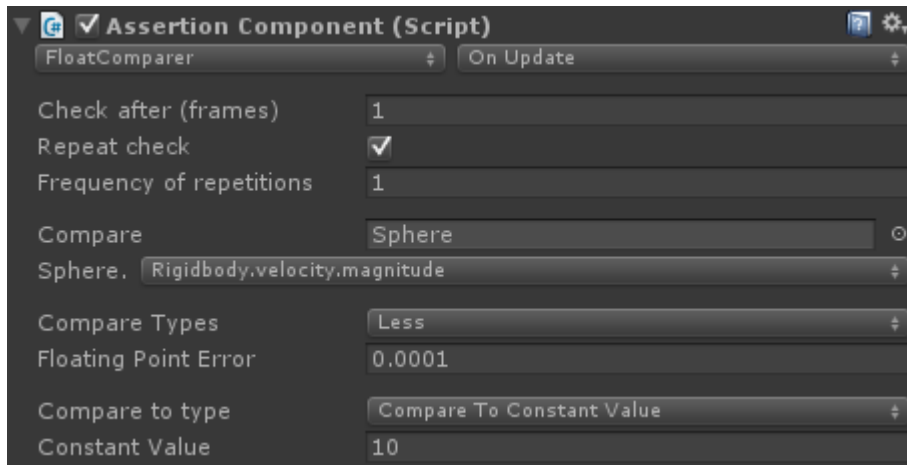 Assertion Component (Script)
FloatComparer On Update
Check after (frames) 1
Repeat check
Frequency of repetitions 1
Compare Sphere
Sphere. Rigidbody.velocity.magnitude
Compare Types Less
Floating Point Error 0.0001
Compare to type Compare To Constant Value
Constant Value 10